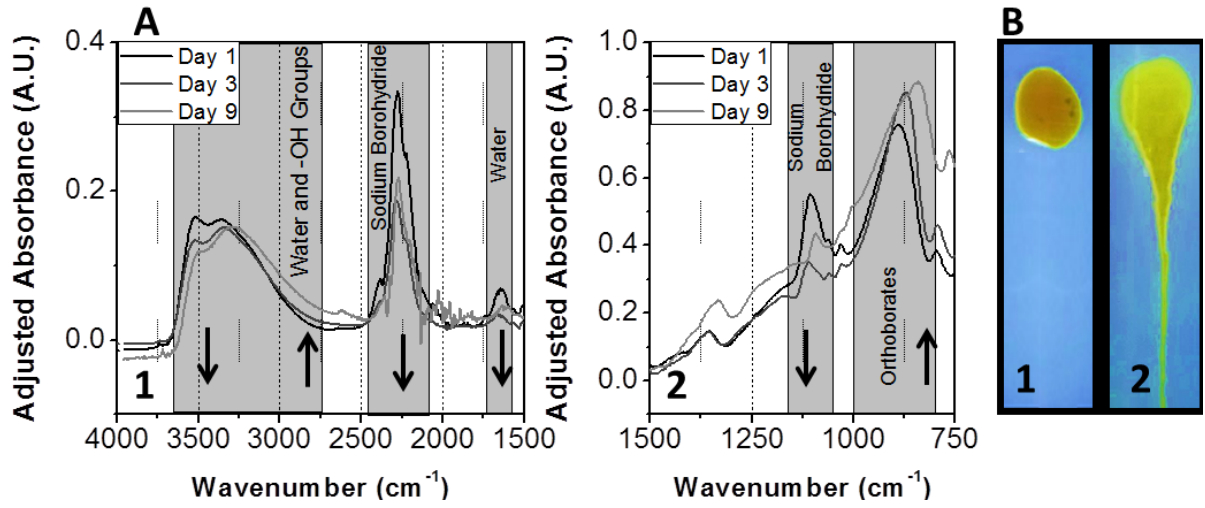 A
B
Adjusted Absorbance (A.U.)
0.4
0.2
0.0
Day 1
Day 3
Day 9
Water and -OH Groups
Sodium Borohydride
Water
1
4000 3500 3000 2500 2000 1500
Wavenumber (cm-1)
Adjusted Absorbance (A.U.)
1.0
0.8
0.6
0.4
0.2
0.0
Day 1
Day 3
Day 9
Sodium
Borohydride
Orthoborates
2
1500 1250 1000 750
Wavenumber (cm-1)
1
2